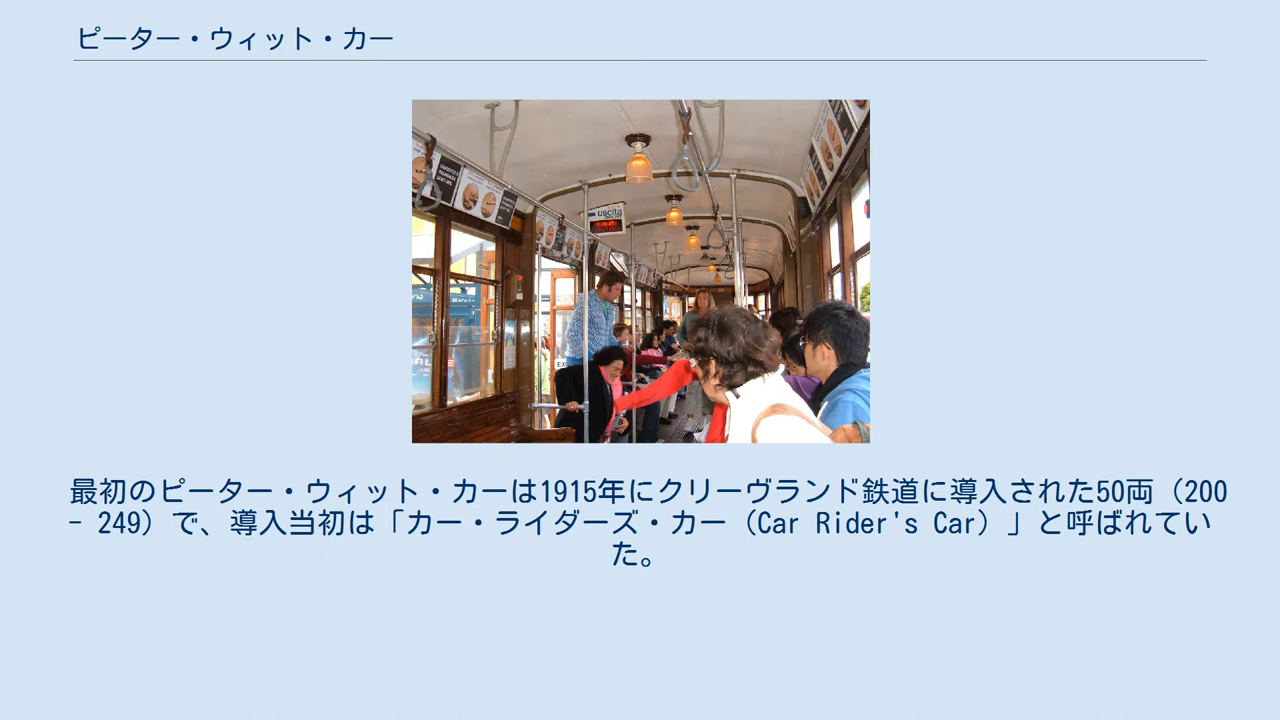 ピーター・ウィット・カー
uscita
最初のピーター・ウィット・カーは1915年にクリーヴランド鉄道に導入された50両（200
- 249）で、導入当初は「カー・ライダーズ・カー（Car Rider's Car）」と呼ばれてい
た。